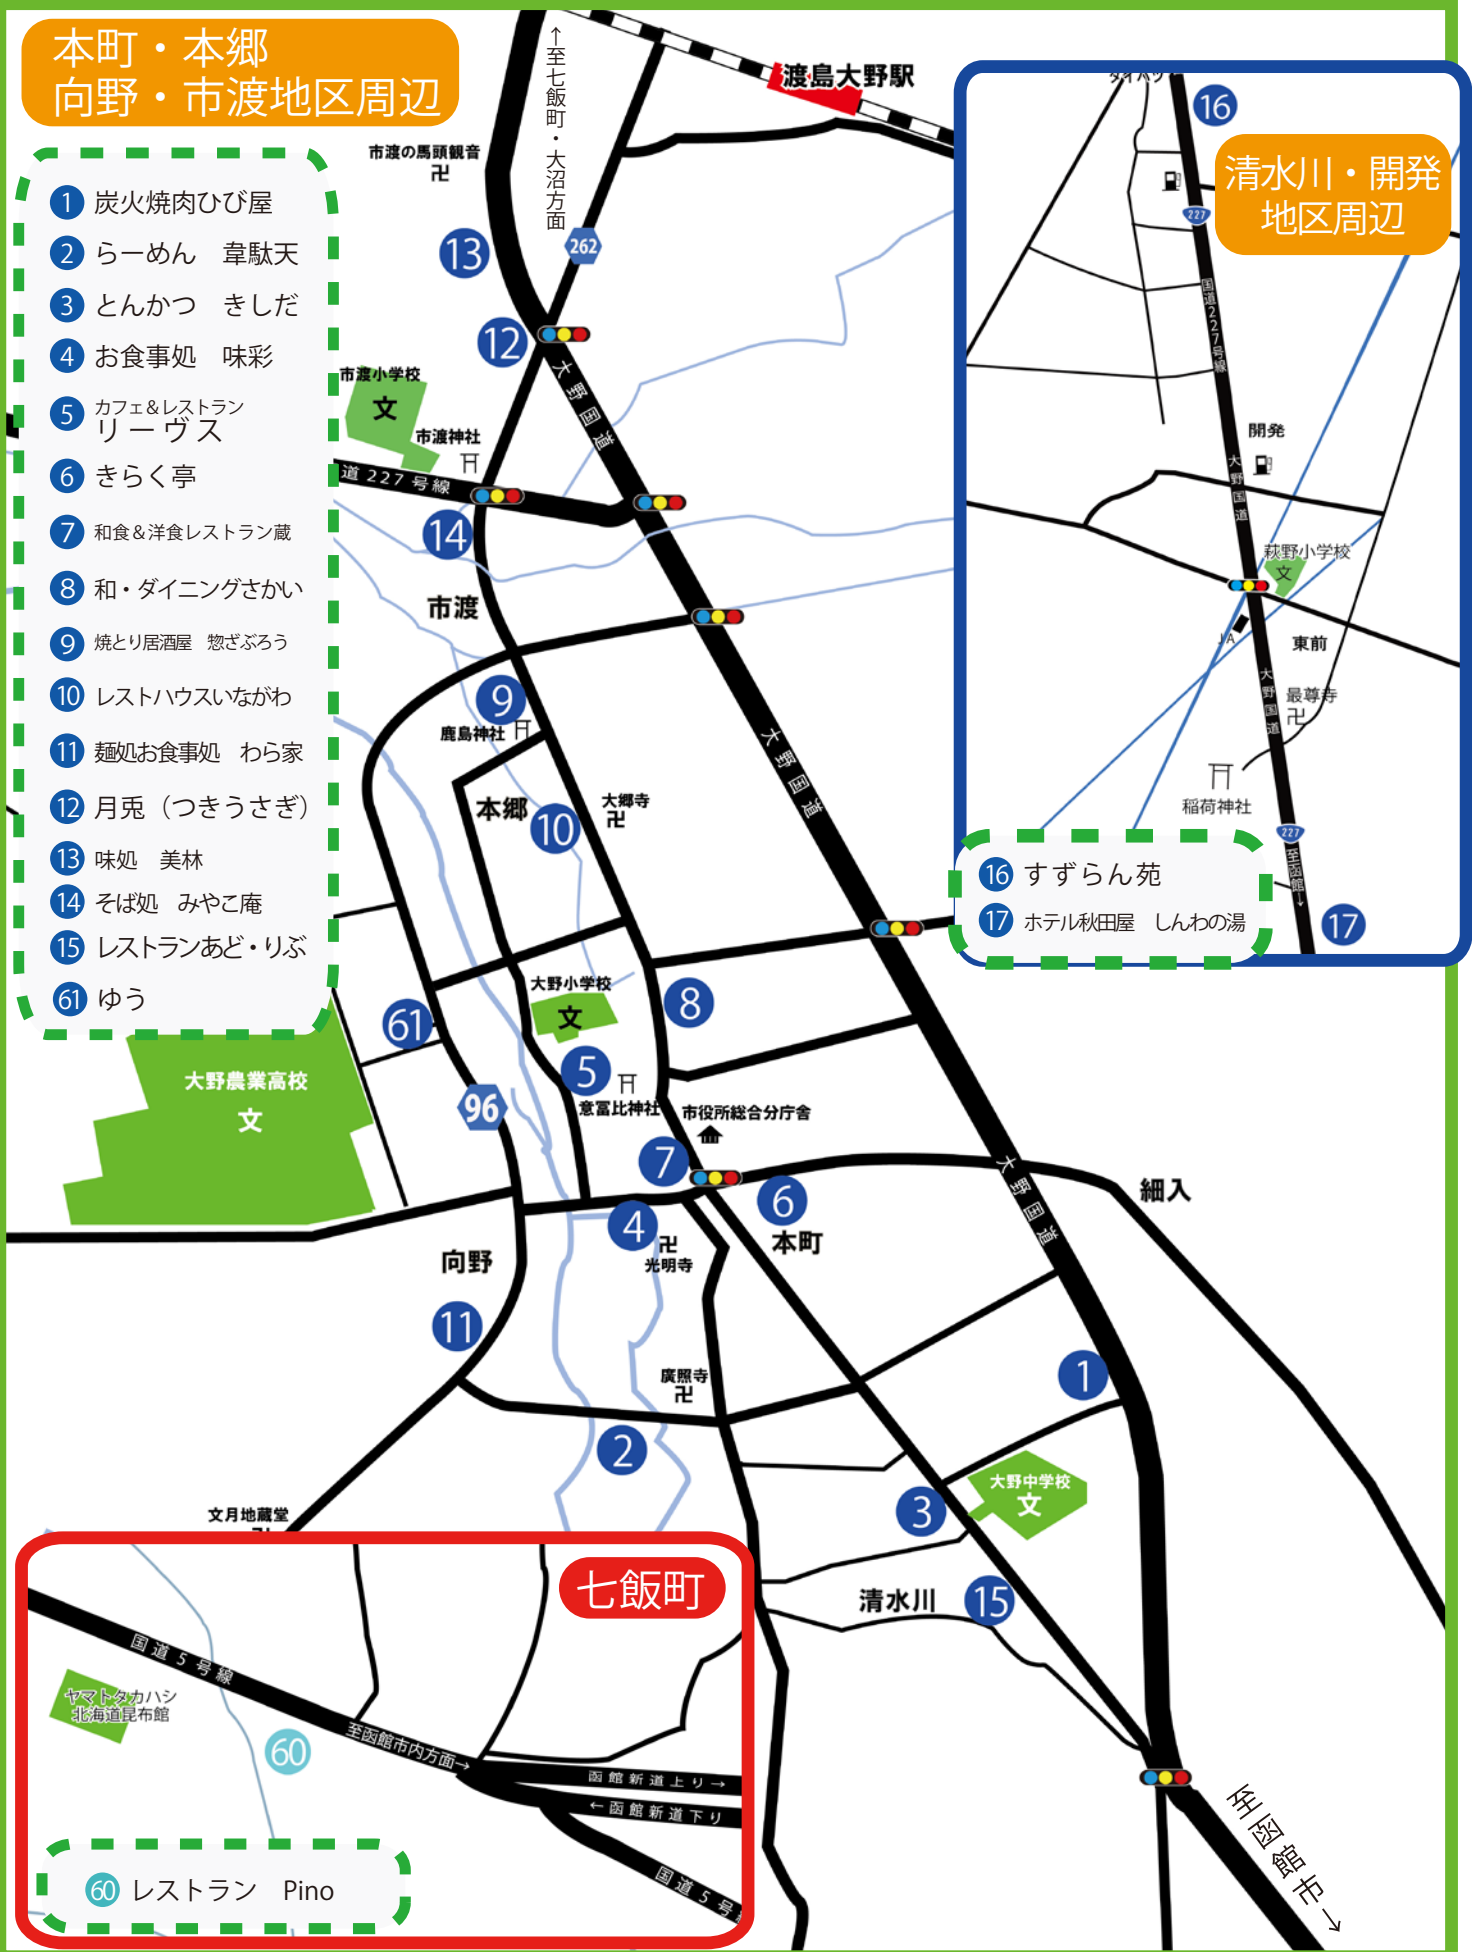 本町・本郷
向野・市渡地区周辺
1 炭火焼肉ひび屋
2 らーめん　韋駄天
3 とんかつ　きしだ
4 お食事処　味彩
5 カフェ&レストラン
リーヴス
6 きらく亭
7 和食&洋食レストラン蔵
8 和・ダイニングさかい
9 焼とり居酒屋　惣ざぶろう
10 レストハウスいながわ
11 麺処お食事処　わら家
12 月兎（つきうさぎ）
13 味処　美林
14 そば処　みやこ庵
15 レストランあど・りぶ
61 ゆう
↑至七飯町・大沼方面
渡島大野駅
市渡の馬頭観音
卍
13
262
12
大野国道
市渡小学校
文
市渡神社
道227号線
14
市渡
9
鹿島神社
大野国道
本郷
10
大郷寺
卍
大野小学校
文
8
61
5
大野農業高校
文
96
意冨比神社
市役所総合分庁舎
7
6
本町
大野国道
細入
4
卍
光明寺
向野
11
廣照寺
卍
1
2
大野中学校
文
3
文月地蔵堂
清水川
15
至函館市→
清水川・開発
地区周辺
16
227
国道227号線
開発
大野国道
萩野小学校
文
JA
東前
大野国道
最尊寺
卍
稲荷神社
227
至函館→
17
16 すずらん苑
17 ホテル秋田屋　しんわの湯
七飯町
国道5号線
ヤマトタカハシ
北海道昆布館
60
至函館市内方面→
函館新道上り→
←函館新道下り
国道5号
60 レストラン　Pino